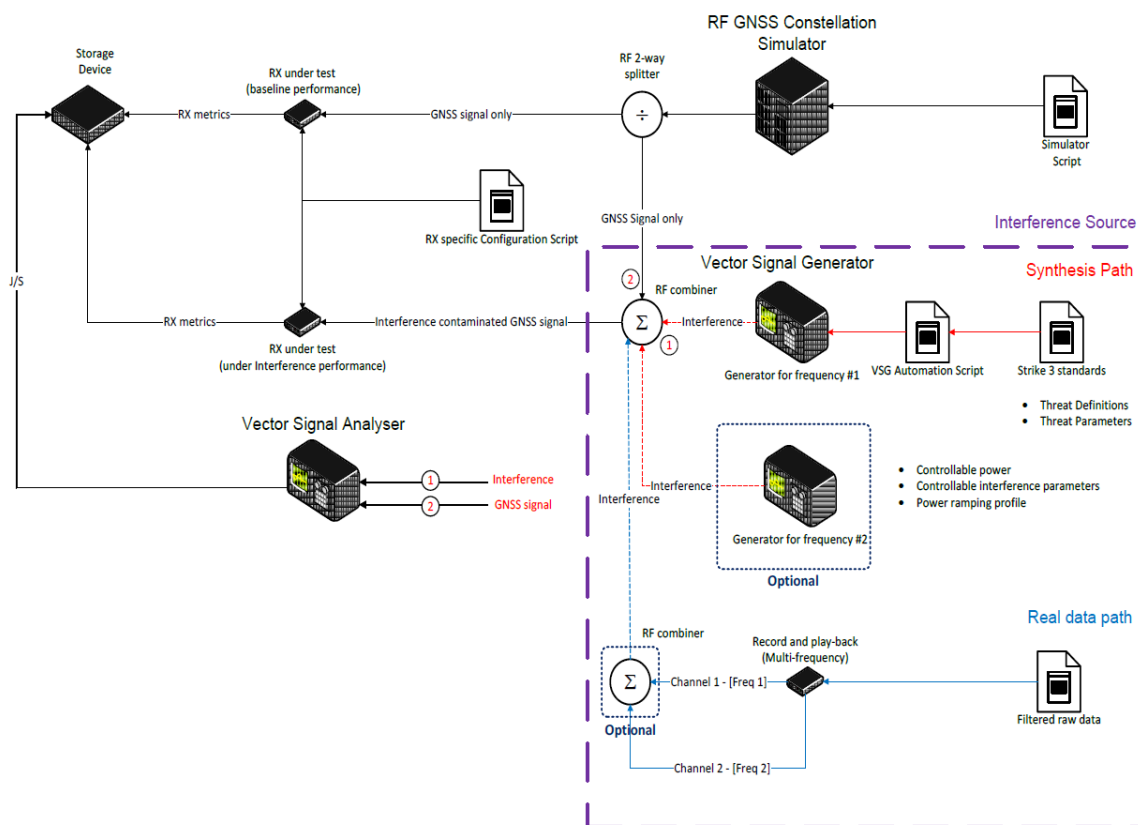 RF GNSS Constellation
Simulator
Storage
Device
RX under test
(baseline performance)
RF 2-way
splitter
RX metrics
GNSS signal only
÷
Simulator
Script
GNSS Signal only
RX specific Configuration Script
Interference Source
J/S
Vector Signal Generator
Synthesis Path
2
RF combiner
RX metrics
Interference contaminated GNSS signal
Σ
Interference
1
RX under test
(under Interference performance)
Generator for frequency #1
VSG Automation Script
Strike 3 standards
• Threat Definitions
• Threat Parameters
Vector Signal Analyser
1
Interference
2
GNSS signal
Interference
Interference
• Controllable power
• Controllable interference parameters
• Power ramping profile
Generator for frequency #2
Optional
Real data path
RF combiner
Record and play-back
(Multi-frequency)
Σ
Channel 1 - [Freq 1]
Optional
Filtered raw data
Channel 2 - [Freq 2]